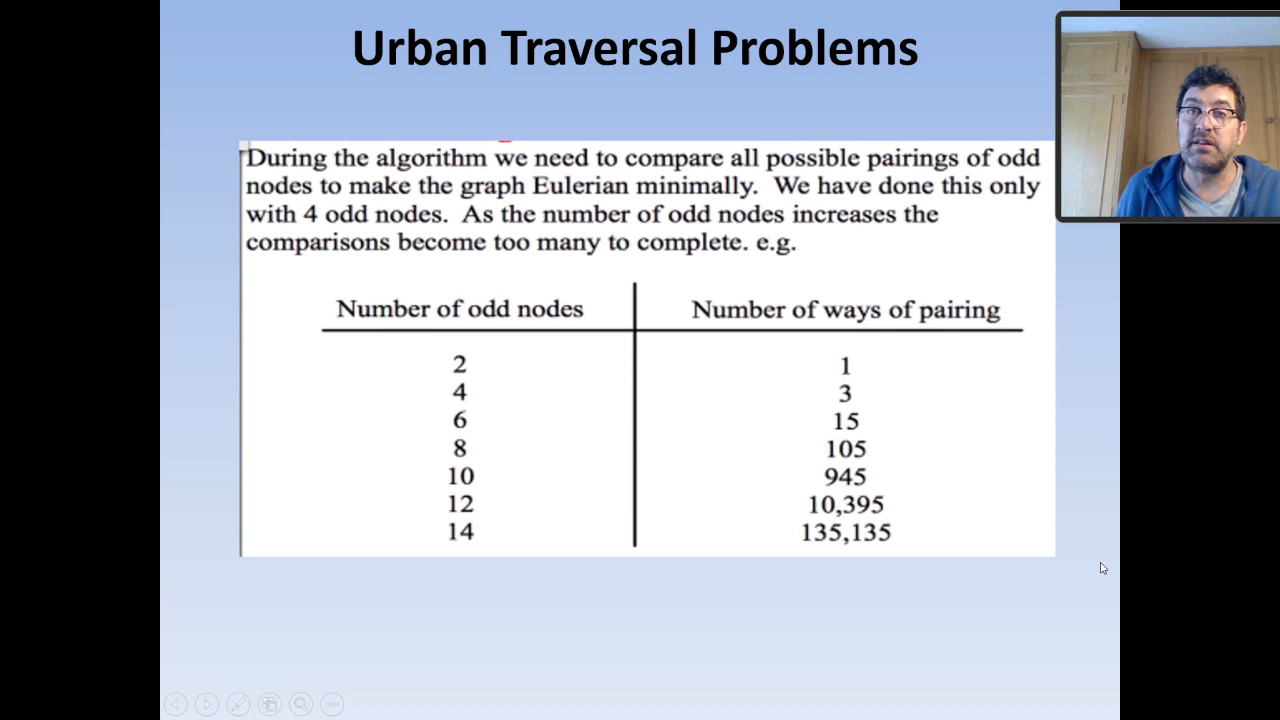 Urban Traversal Problems
During the algorithm we need to compare all possible pairings of odd
nodes to make the graph Eulerian minimally. We have done this only
with 4 odd nodes. As the number of odd nodes increases the
comparisons become too many to complete. e.g.
Number of odd nodes Number of ways of pairing
2 1
4 3
6 15
8 105
10 945
12 10,395
14 135,135